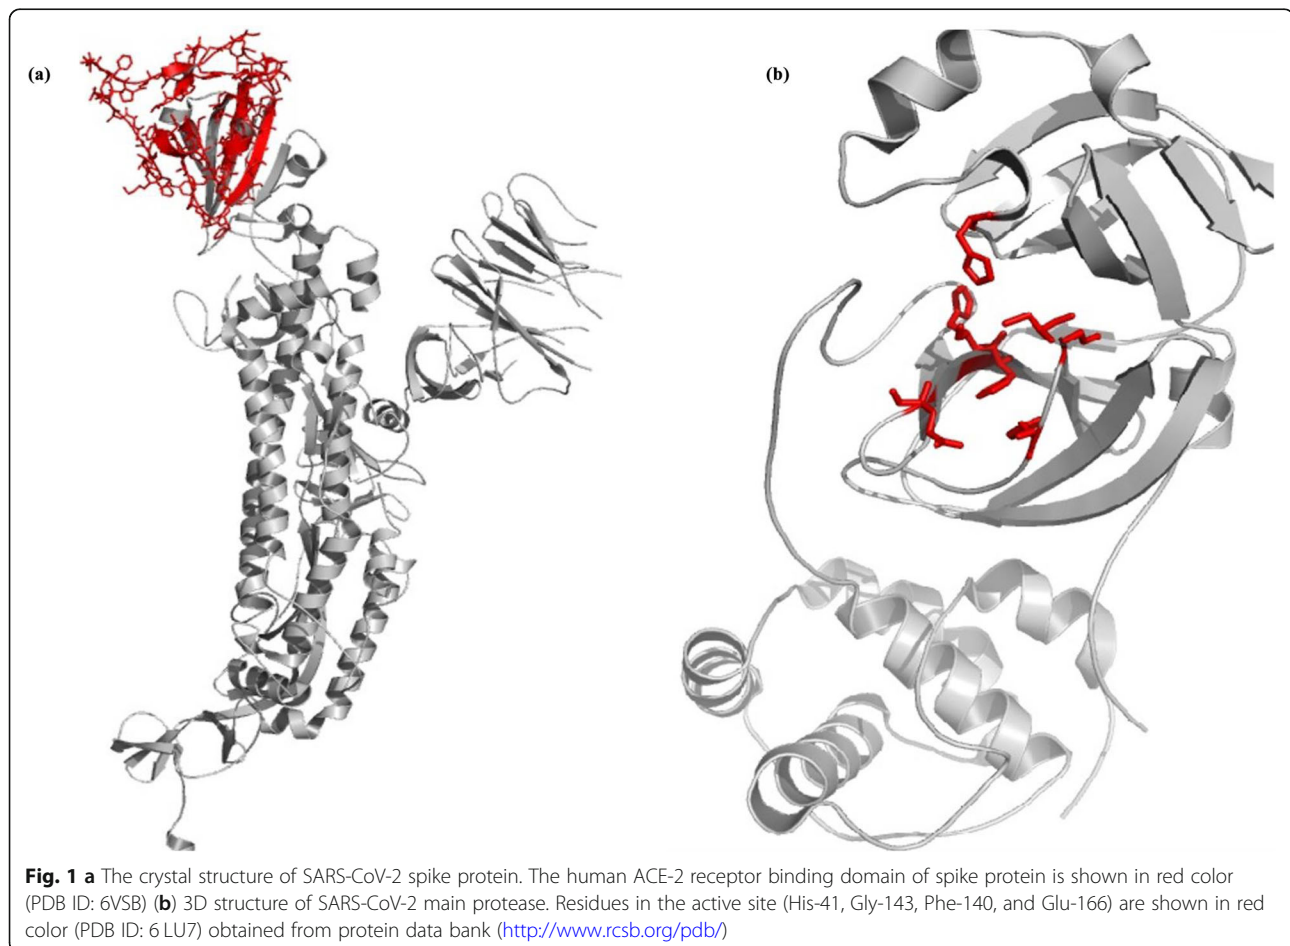 (a)
(b)
Fig. 1 a The crystal structure of SARS-CoV-2 spike protein. The human ACE-2 receptor binding domain of spike protein is shown in red color
(PDB ID: 6VSB) (b) 3D structure of SARS-CoV-2 main protease. Residues in the active site (His-41, Gly-143, Phe-140, and Glu-166) are shown in red
color (PDB ID: 6 LU7) obtained from protein data bank (http://www.rcsb.org/pdb/)